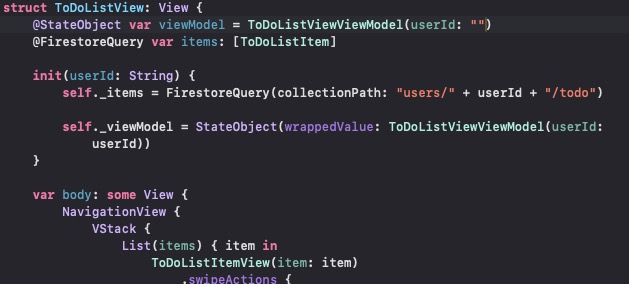 struct ToDoListView: View {
@StateObject var viewModel = ToDoListViewViewModel(userId: "")
@FirestoreQuery var items: [ToDoListItem]
init(userId: String) {
self._items = FirestoreQuery(collectionPath: "users/" + userId + "/todo")
self._viewModel = StateObject(wrappedValue: ToDoListViewViewModel(userId:
userId))
}
var body: some View {
NavigationView {
VStack {
List(items) { item in
ToDoListItemView(item: item)
.swipeActions {